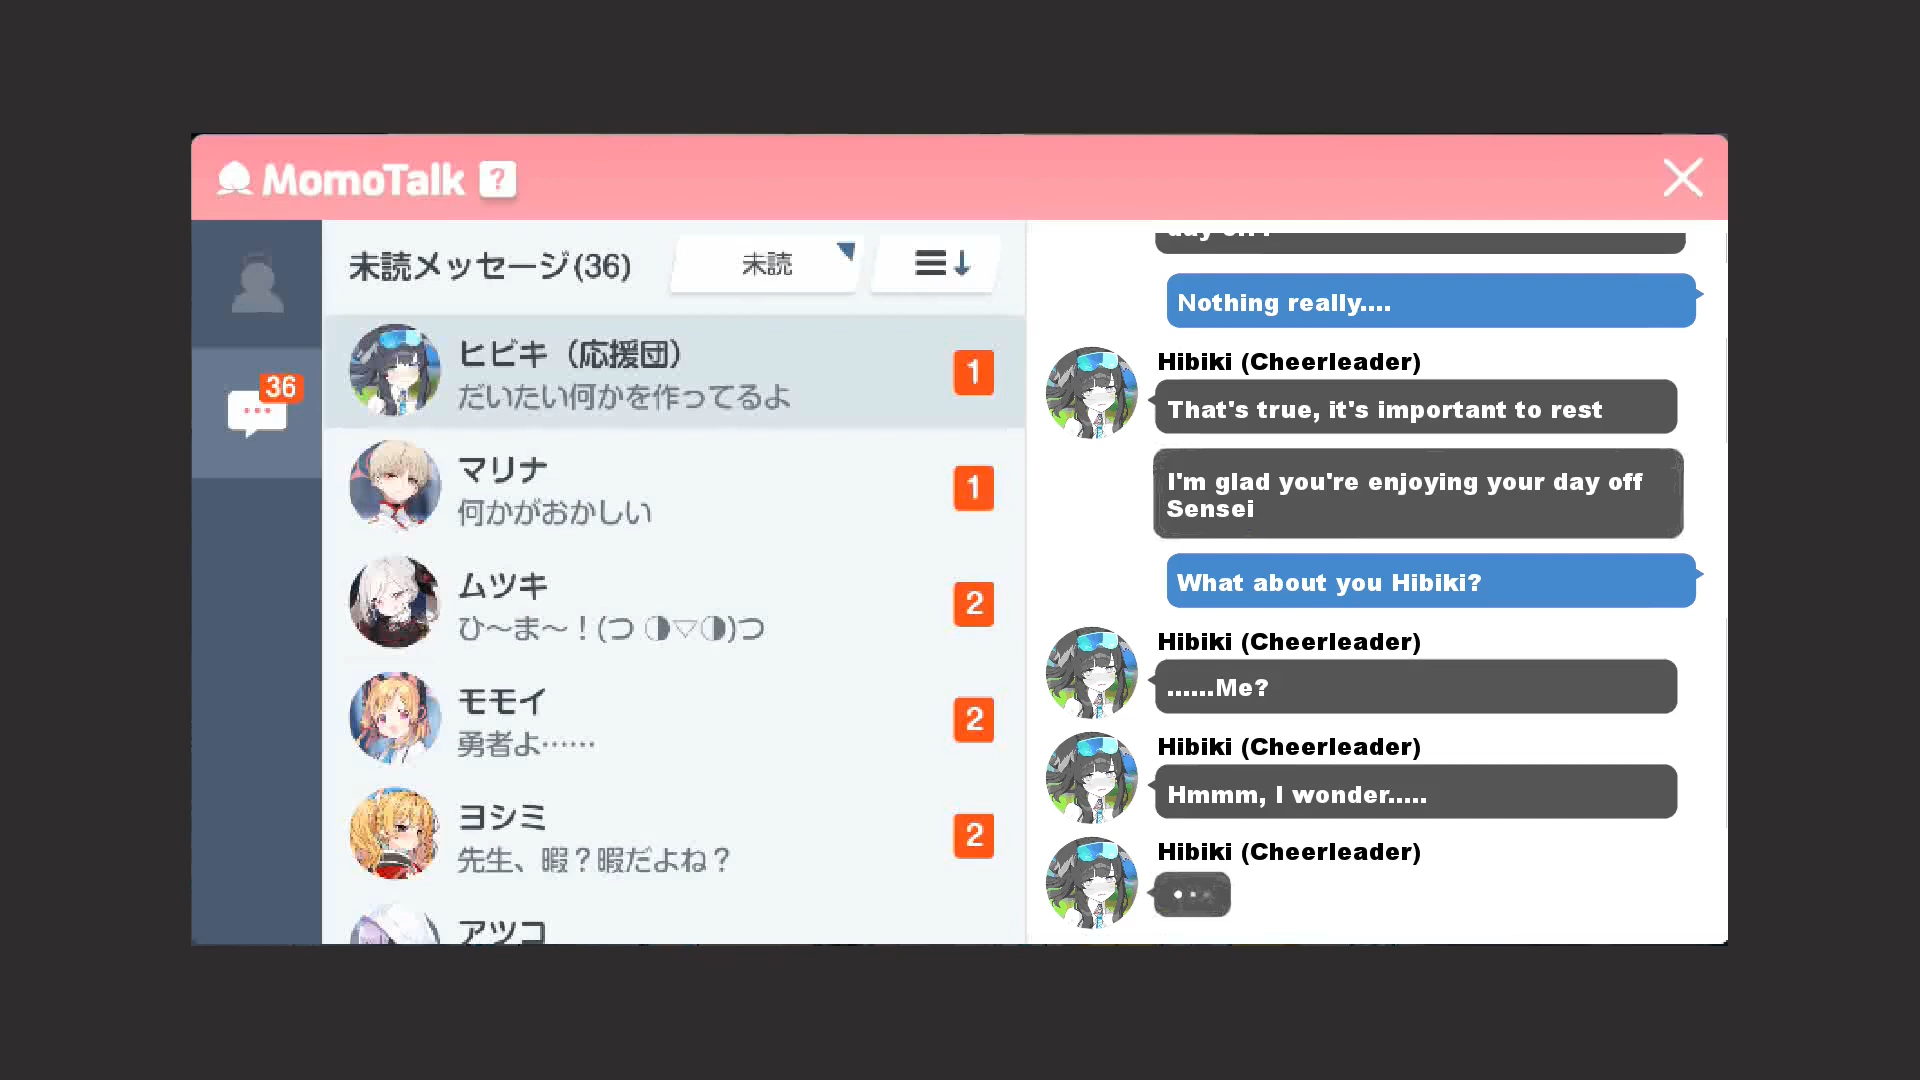 MomoTalk ?
未読メッセージ(36)
未読
36
ヒビキ（応援団）
だいたい何かを作ってるよ
1
マリナ
何かがおかしい
1
ムツキ
ひ～ま～！(つ ◑▽◑)つ
2
モモイ
勇者よ……
2
ヨシミ
先生、暇？暇だよね？
2
アツコ
Nothing really....
Hibiki (Cheerleader)
That's true, it's important to rest
I'm glad you're enjoying your day off
Sensei
What about you Hibiki?
Hibiki (Cheerleader)
......Me?
Hibiki (Cheerleader)
Hmmm, I wonder.....
Hibiki (Cheerleader)